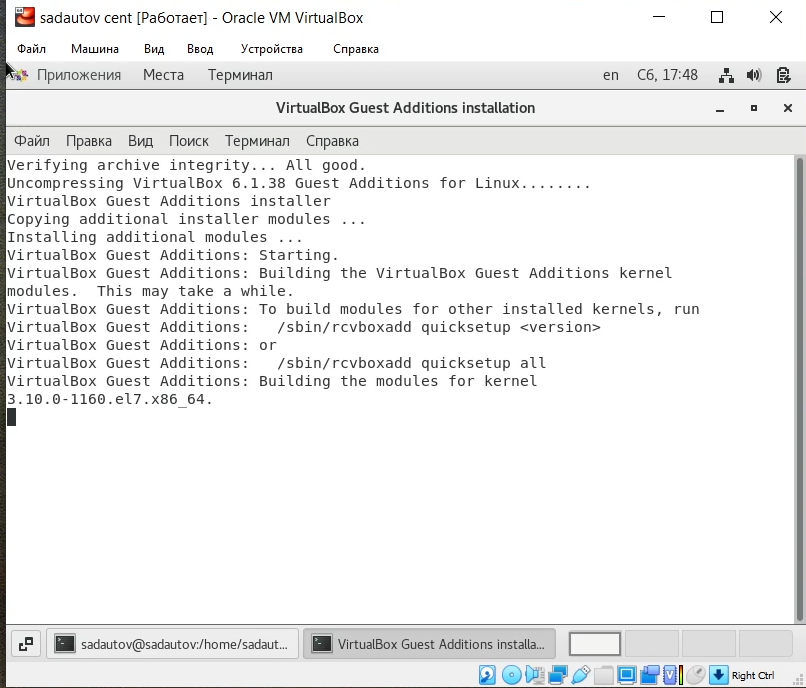 sadautov cent [Работает] - Oracle VM VirtualBox
Файл Машина Вид Ввод Устройства Справка
Приложения Места Терминал en Сб, 17:48
VirtualBox Guest Additions installation
Файл Правка Вид Поиск Терминал Справка
Verifying archive integrity... All good.
Uncompressing VirtualBox 6.1.38 Guest Additions for Linux........
VirtualBox Guest Additions installer
Copying additional installer modules ...
Installing additional modules ...
VirtualBox Guest Additions: Starting.
VirtualBox Guest Additions: Building the VirtualBox Guest Additions kernel
modules.  This may take a while.
VirtualBox Guest Additions: To build modules for other installed kernels, run
VirtualBox Guest Additions:   /sbin/rcvboxadd quicksetup <version>
VirtualBox Guest Additions: or
VirtualBox Guest Additions:   /sbin/rcvboxadd quicksetup all
VirtualBox Guest Additions: Building the modules for kernel
3.10.0-1160.el7.x86_64.
sadautov@sadautov:/home/sadaut... VirtualBox Guest Additions installa...
Right Ctrl